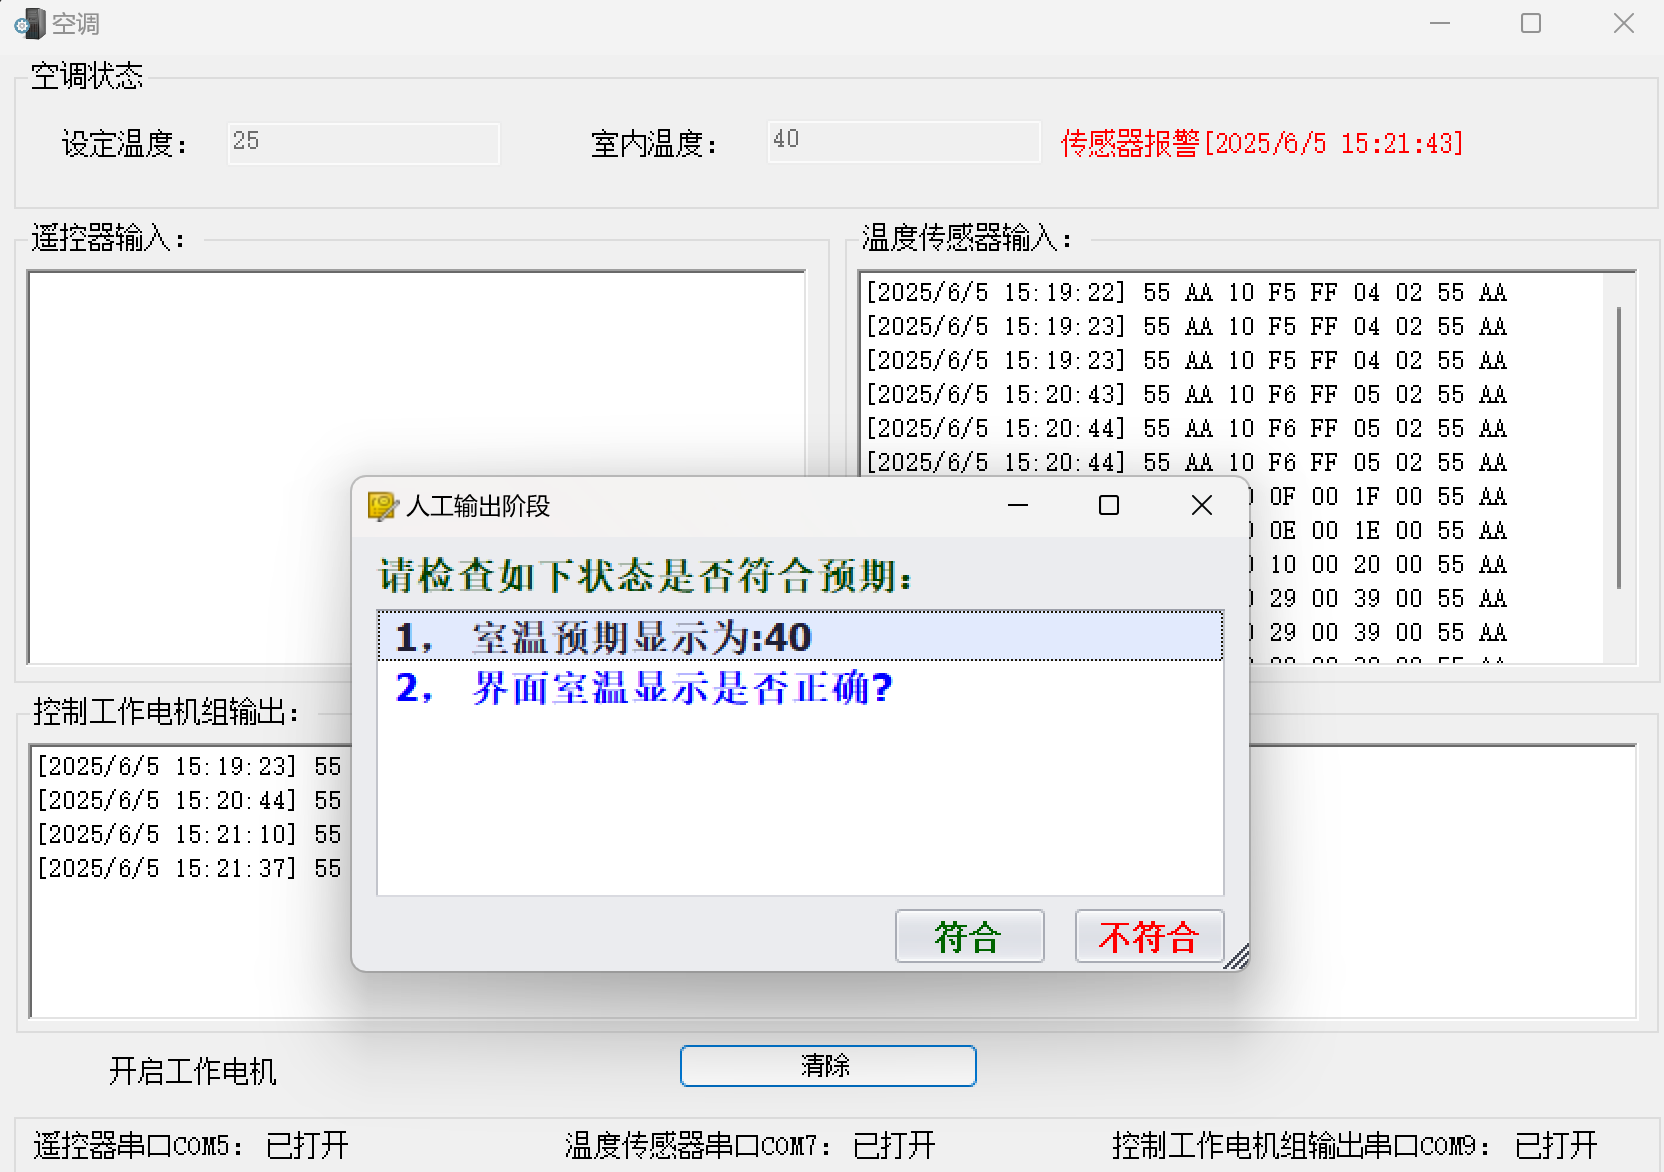 空调
空调状态
设定温度： 25 室内温度： 40 传感器报警[2025/6/5 15:21:43]
遥控器输入：
温度传感器输入：
[2025/6/5 15:19:22] 55 AA 10 F5 FF 04 02 55 AA
[2025/6/5 15:19:23] 55 AA 10 F5 FF 04 02 55 AA
[2025/6/5 15:19:23] 55 AA 10 F5 FF 04 02 55 AA
[2025/6/5 15:20:43] 55 AA 10 F6 FF 05 02 55 AA
[2025/6/5 15:20:44] 55 AA 10 F6 FF 05 02 55 AA
[2025/6/5 15:20:44] 55 AA 10 F6 FF 05 02 55 AA
0F 00 1F 00 55 AA
0E 00 1E 00 55 AA
10 00 20 00 55 AA
29 00 39 00 55 AA
29 00 39 00 55 AA
人工输出阶段
请检查如下状态是否符合预期：
1， 室温预期显示为:40
2， 界面室温显示是否正确?
符合 不符合
控制工作电机组输出：
[2025/6/5 15:19:23] 55
[2025/6/5 15:20:44] 55
[2025/6/5 15:21:10] 55
[2025/6/5 15:21:37] 55
开启工作电机 清除
遥控器串口COM5： 已打开 温度传感器串口COM7： 已打开 控制工作电机组输出串口COM9： 已打开